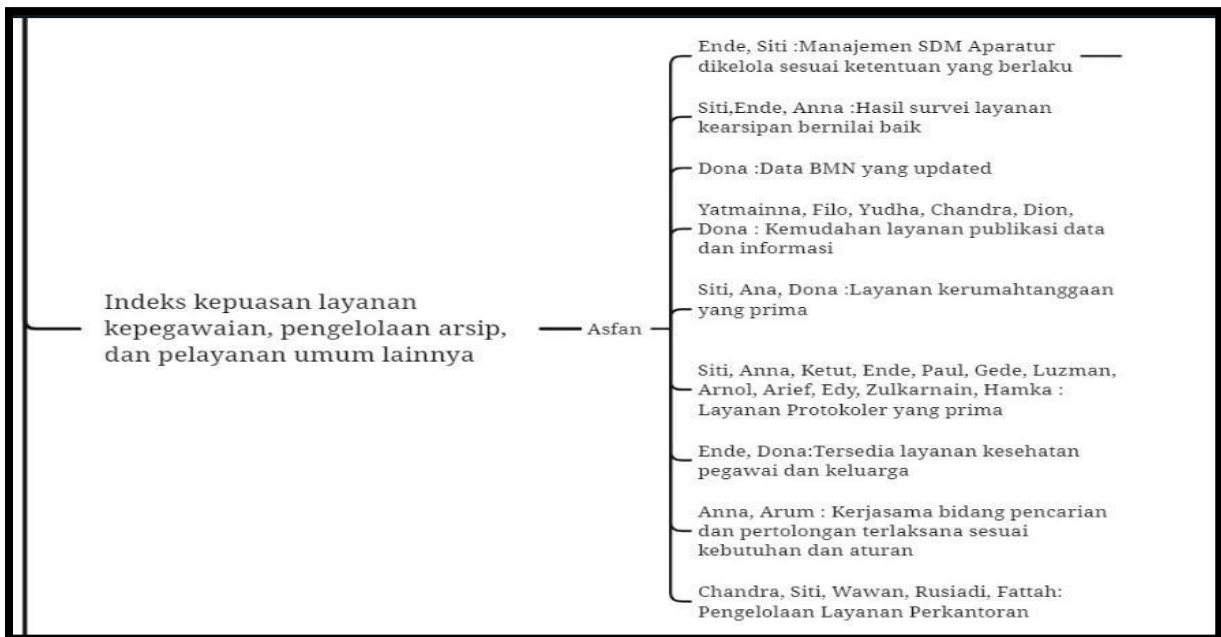 Indeks kepuasan layanan
kepegawaian, pengelolaan arsip,
dan pelayanan umum lainnya
Asfan
Ende, Siti :Manajemen SDM Aparatur
dikelola sesuai ketentuan yang berlaku
Siti,Ende, Anna :Hasil survei layanan
kearsipan bernilai baik
Dona :Data BMN yang updated
Yatmainna, Filo, Yudha, Chandra, Dion,
Dona : Kemudahan layanan publikasi data
dan informasi
Siti, Ana, Dona :Layanan kerumahtanggaan
yang prima
Siti, Anna, Ketut, Ende, Paul, Gede, Luzman,
Arnol, Arief, Edy, Zulkarnain, Hamka :
Layanan Protokoler yang prima
Ende, Dona:Tersedia layanan kesehatan
pegawai dan keluarga
Anna, Arum : Kerjasama bidang pencarian
dan pertolongan terlaksana sesuai
kebutuhan dan aturan
Chandra, Siti, Wawan, Rusiadi, Fattah:
Pengelolaan Layanan Perkantoran